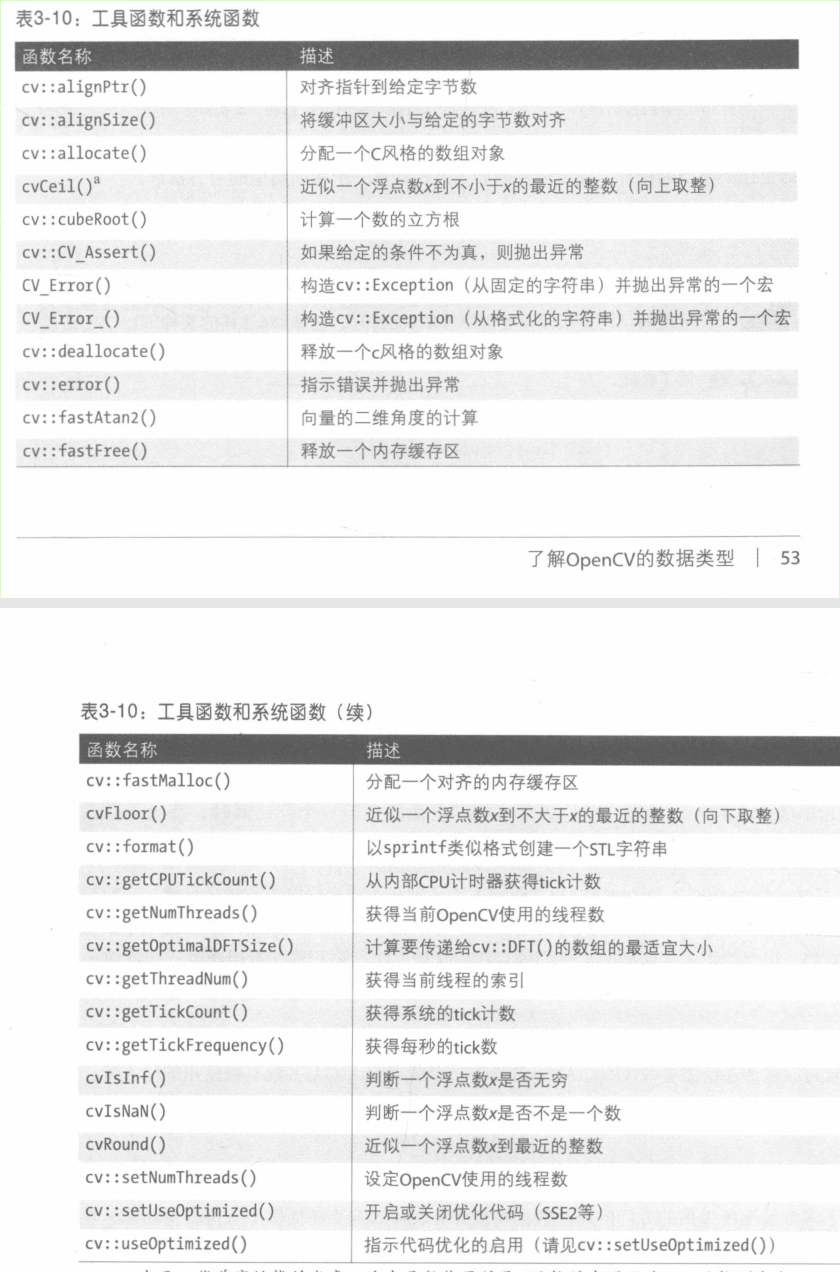 表3-10：工具函数和系统函数
函数名称 描述
cv::alignPtr() 对齐指针到给定字节数
cv::alignSize() 将缓冲区大小与给定的字节数对齐
cv::allocate() 分配一个C风格的数组对象
cvCeil()a 近似一个浮点数x到不小于x的最近的整数（向上取整）
cv::cubeRoot() 计算一个数的立方根
cv::CV_Assert() 如果给定的条件不为真，则抛出异常
CV_Error() 构造cv::Exception（从固定的字符串）并抛出异常的一个宏
CV_Error_() 构造cv::Exception（从格式化的字符串）并抛出异常的一个宏
cv::deallocate() 释放一个c风格的数组对象
cv::error() 指示错误并抛出异常
cv::fastAtan2() 向量的二维角度的计算
cv::fastFree() 释放一个内存缓存区
了解OpenCV的数据类型 | 53
表3-10：工具函数和系统函数（续）
函数名称 描述
cv::fastMalloc() 分配一个对齐的内存缓存区
cvFloor() 近似一个浮点数x到不大于x的最近的整数（向下取整）
cv::format() 以sprintf类似格式创建一个STL字符串
cv::getCPUTickCount() 从内部CPU计时器获得tick计数
cv::getNumThreads() 获得当前OpenCV使用的线程数
cv::getOptimalDFTSize() 计算要传递给cv::DFT()的数组的最适宜大小
cv::getThreadNum() 获得当前线程的索引
cv::getTickCount() 获得系统的tick计数
cv::getTickFrequency() 获得每秒的tick数
cvIsInf() 判断一个浮点数x是否无穷
cvIsNaN() 判断一个浮点数x是否不是一个数
cvRound() 近似一个浮点数x到最近的整数
cv::setNumThreads() 设定OpenCV使用的线程数
cv::setUseOptimized() 开启或关闭优化代码（SSE2等）
cv::useOptimized() 指示代码优化的启用（请见cv::setUseOptimized()）